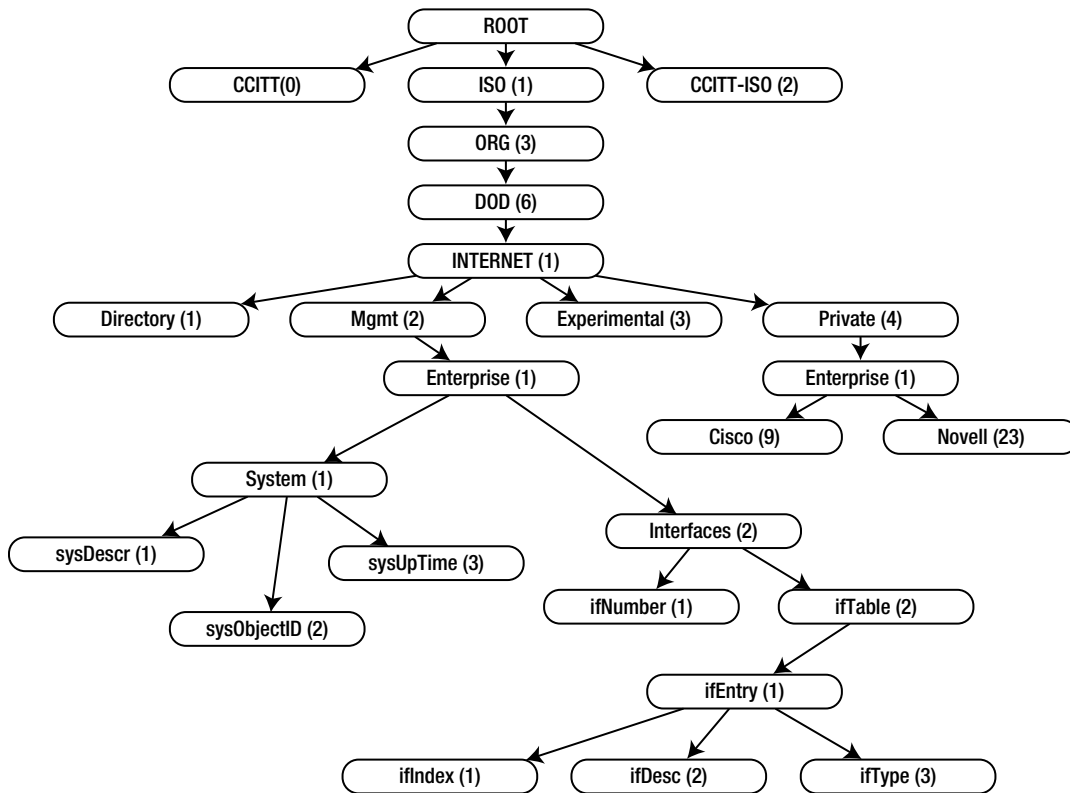 ROOT
CCITT(0)
ISO (1)
CCITT-ISO (2)
ORG (3)
DOD (6)
INTERNET (1)
Directory (1)
Mgmt (2)
Experimental (3)
Private (4)
Enterprise (1)
Enterprise (1)
Cisco (9)
Novell (23)
System (1)
Interfaces (2)
sysDescr (1)
sysUpTime (3)
ifNumber (1)
ifTable (2)
sysObjectID (2)
ifEntry (1)
ifIndex (1)
ifDesc (2)
ifType (3)